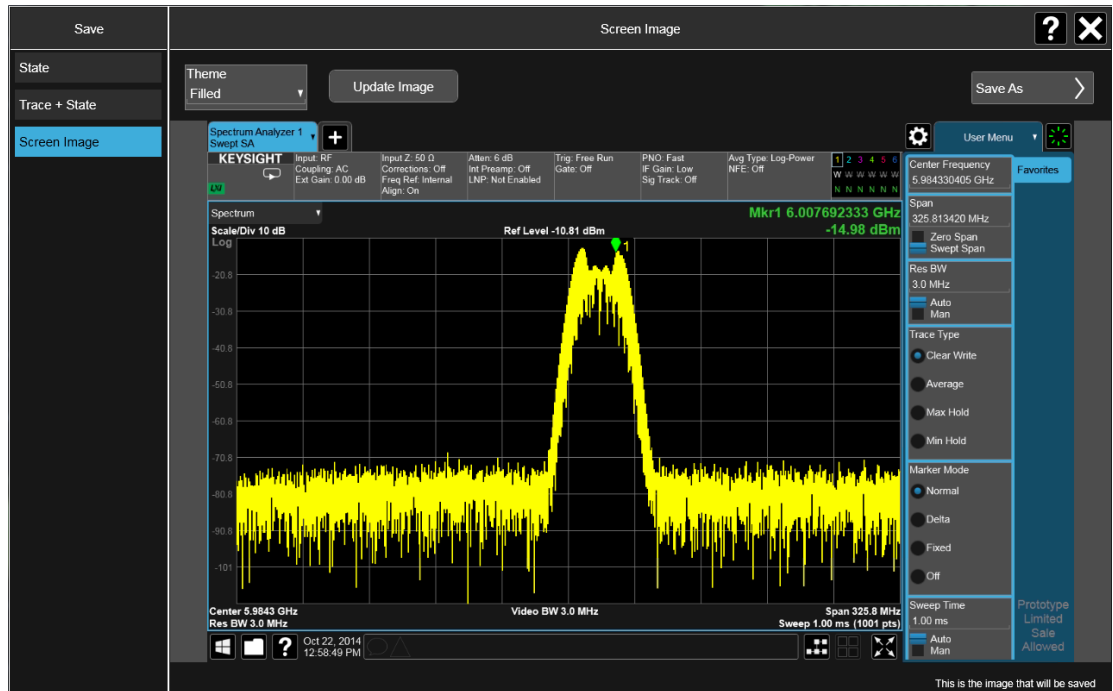 Save
Screen Image
State
Trace + State
Screen Image
Theme
Filled
Update Image
Save As
Spectrum Analyzer 1
Swept SA
User Menu
KEYSIGHT
LXI
Input: RF
Coupling: AC
Ext Gain: 0.00 dB
Input Z: 50 Ω
Corrections: Off
Freq Ref: Internal
Align: On
Atten: 6 dB
Int Preamp: Off
LNP: Not Enabled
Trig: Free Run
Gate: Off
PNO: Fast
IF Gain: Low
Sig Track: Off
Avg Type: Log-Power
NFE: Off
1 2 3 4 5 6
W W W W W W
N N N N N N
Spectrum
Scale/Div 10 dB
Ref Level -10.81 dBm
Mkr1 6.007692333 GHz
-14.98 dBm
Log
1
-20.8
-30.8
-40.8
-50.8
-60.8
-70.8
-80.8
-90.8
-101
Center 5.9843 GHz
Res BW 3.0 MHz
Video BW 3.0 MHz
Span 325.8 MHz
Sweep 1.00 ms (1001 pts)
?
Oct 22, 2014
12:58:49 PM
Center Frequency
5.984330405 GHz
Span
325.813420 MHz
Zero Span
Swept Span
Res BW
3.0 MHz
Auto
Man
Trace Type
Clear Write
Average
Max Hold
Min Hold
Marker Mode
Normal
Delta
Fixed
Off
Sweep Time
1.00 ms
Auto
Man
Favorites
Prototype
Limited
Sale
Allowed
This is the image that will be saved